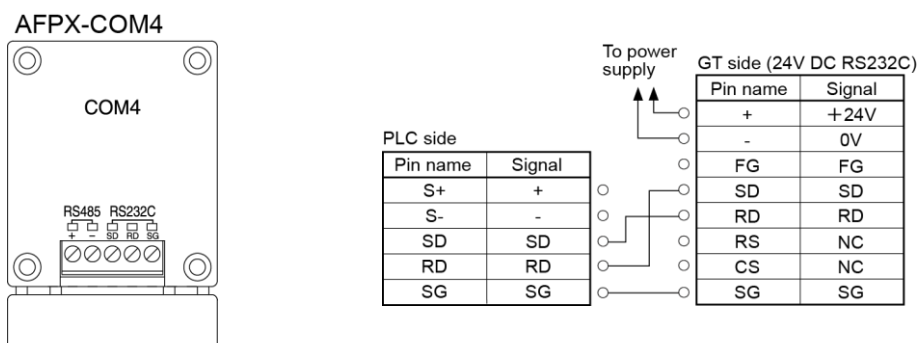 AFPX-COM4
COM4
RS485 RS232C
+ − SD RD SG
To power
supply
PLC side
Pin name Signal
S+ +
S- -
SD SD
RD RD
SG SG
GT side (24V DC RS232C)
Pin name Signal
+ +24V
- 0V
FG FG
SD SD
RD RD
RS NC
CS NC
SG SG